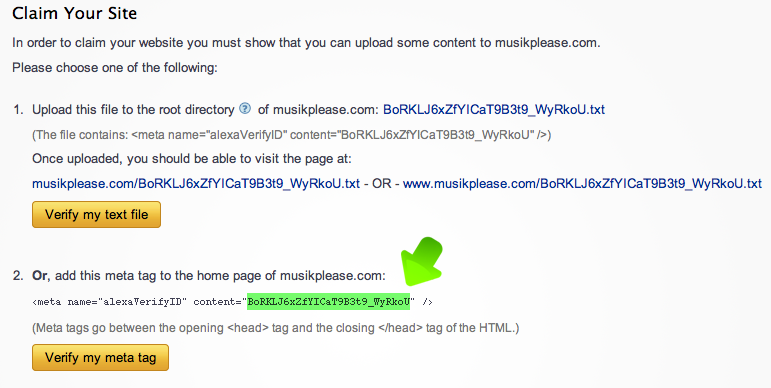 Claim Your Site
In order to claim your website you must show that you can upload some content to musikplease.com.
Please choose one of the following:
1. Upload this file to the root directory ? of musikplease.com: BoRKLJ6xZfYICaT9B3t9_WyRkoU.txt
(The file contains: <meta name="alexaVerifyID" content="BoRKLJ6xZfYICaT9B3t9_WyRkoU" />)
Once uploaded, you should be able to visit the page at:
musikplease.com/BoRKLJ6xZfYICaT9B3t9_WyRkoU.txt - OR - www.musikplease.com/BoRKLJ6xZfYICaT9B3t9_WyRkoU.txt
Verify my text file
2. Or, add this meta tag to the home page of musikplease.com:
<meta name="alexaVerifyID" content="BoRKLJ6xZfYICaT9B3t9_WyRkoU" />
(Meta tags go between the opening <head> tag and the closing </head> tag of the HTML.)
Verify my meta tag